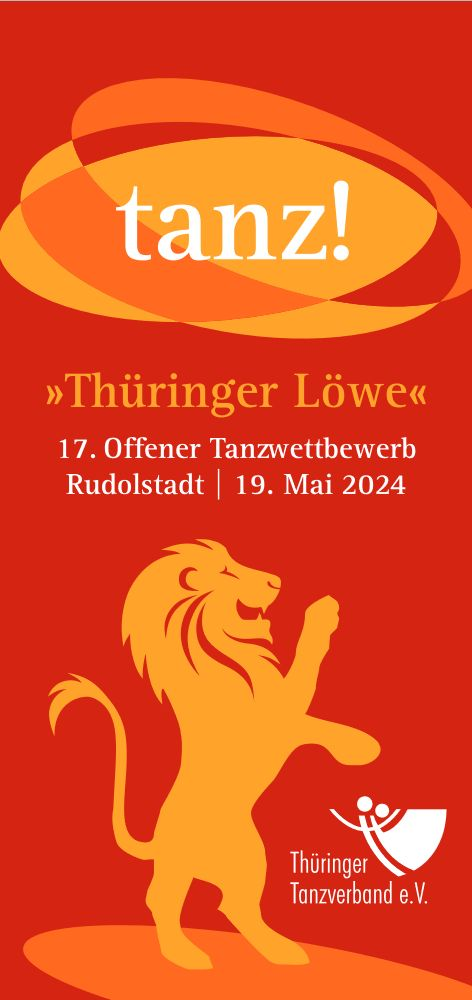 tanz!
»Thüringer Löwe«
17. Offener Tanzwettbewerb
Rudolstadt | 19. Mai 2024
Thüringer
Tanzverband e.V.